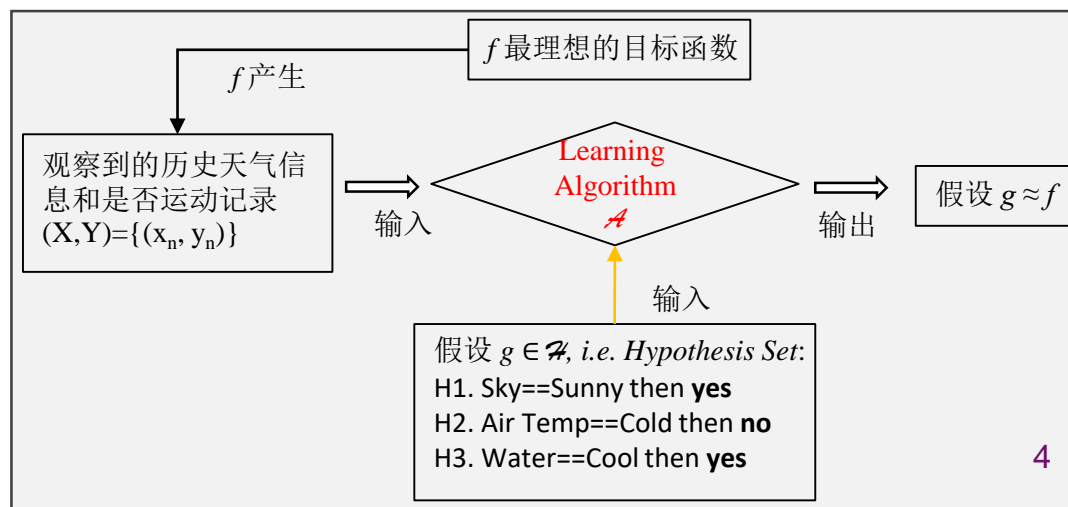 f 最理想的目标函数
f 产生
观察到的历史天气信
息和是否运动记录
(X,Y)={(xₙ, yₙ)}
输入
Learning
Algorithm
𝒜
输出
假设 g ≈ f
输入
假设 g ∈ ℋ, i.e. Hypothesis Set:
H1. Sky==Sunny then yes
H2. Air Temp==Cold then no
H3. Water==Cool then yes
4